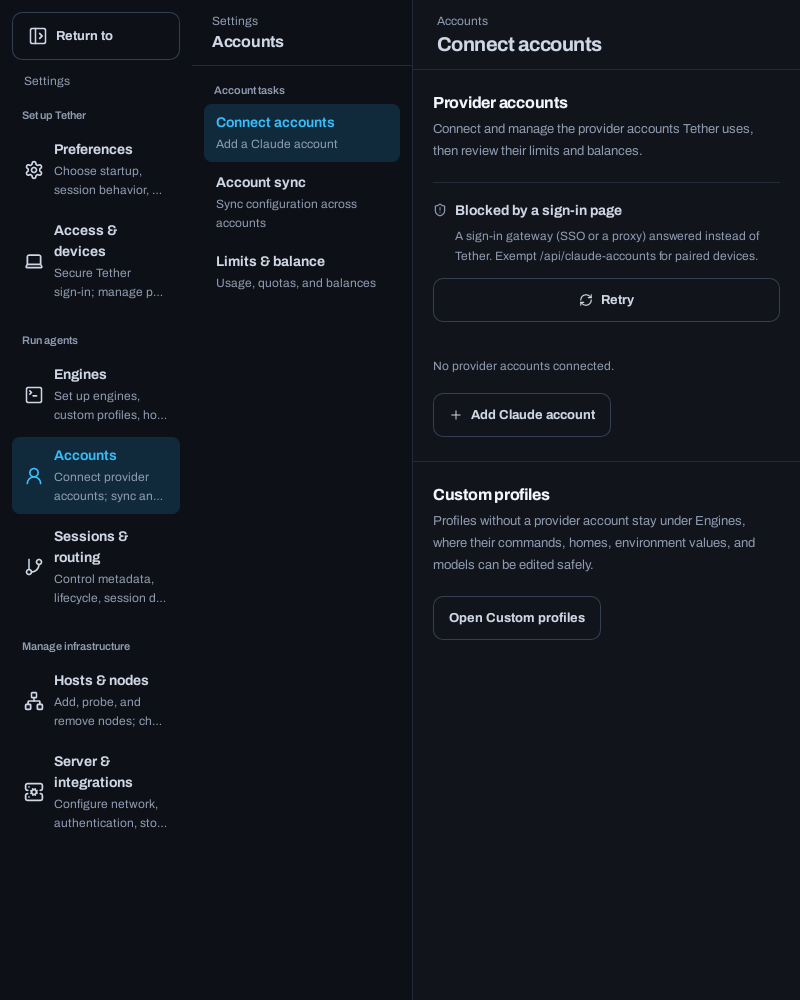 Return to
Settings
Set up Tether
Preferences
Choose startup,
session behavior, ...
Access &
devices
Secure Tether
sign-in; manage p...
Run agents
Engines
Set up engines,
custom profiles, ho...
Accounts
Connect provider
accounts; sync an...
Sessions &
routing
Control metadata,
lifecycle, session d...
Manage infrastructure
Hosts & nodes
Add, probe, and
remove nodes; ch...
Server &
integrations
Configure network,
authentication, sto...
Settings
Accounts
Account tasks
Connect accounts
Add a Claude account
Account sync
Sync configuration across
accounts
Limits & balance
Usage, quotas, and balances
Accounts
Connect accounts
Provider accounts
Connect and manage the provider accounts Tether uses,
then review their limits and balances.
Blocked by a sign-in page
A sign-in gateway (SSO or a proxy) answered instead of
Tether. Exempt /api/claude-accounts for paired devices.
Retry
No provider accounts connected.
Add Claude account
Custom profiles
Profiles without a provider account stay under Engines,
where their commands, homes, environment values, and
models can be edited safely.
Open Custom profiles